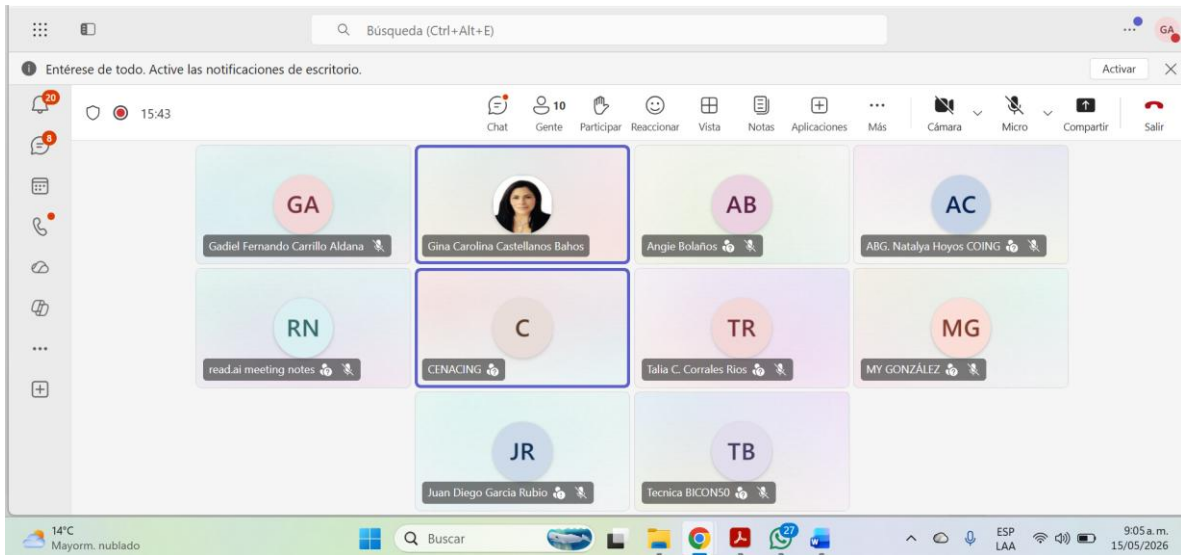 Búsqueda (Ctrl+Alt+E)
GA
Entérese de todo. Active las notificaciones de escritorio.
Activar
20
8
15:43
Chat
10
Gente
Participar
Reaccionar
Vista
Notas
Aplicaciones
Más
Cámara
Micro
Compartir
Salir
GA
Gadiel Fernando Carrillo Aldana
Gina Carolina Castellanos Bahos
AB
Angie Bolaños
AC
ABG. Natalya Hoyos COING
RN
read.ai meeting notes
C
CENACING
TR
Talia C. Corrales Rios
MG
MY GONZÁLEZ
JR
Juan Diego Garcia Rubio
TB
Tecnica BICON50
14°C
Mayorm. nublado
Buscar
27
ESP
LAA
9:05 a. m.
15/05/2026